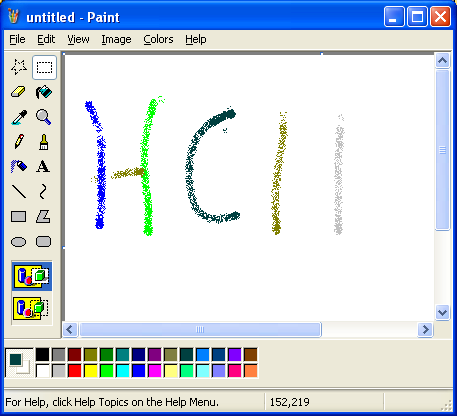 untitled - Paint
File Edit View Image Colors Help
A
HCII
For Help, click Help Topics on the Help Menu. 152,219